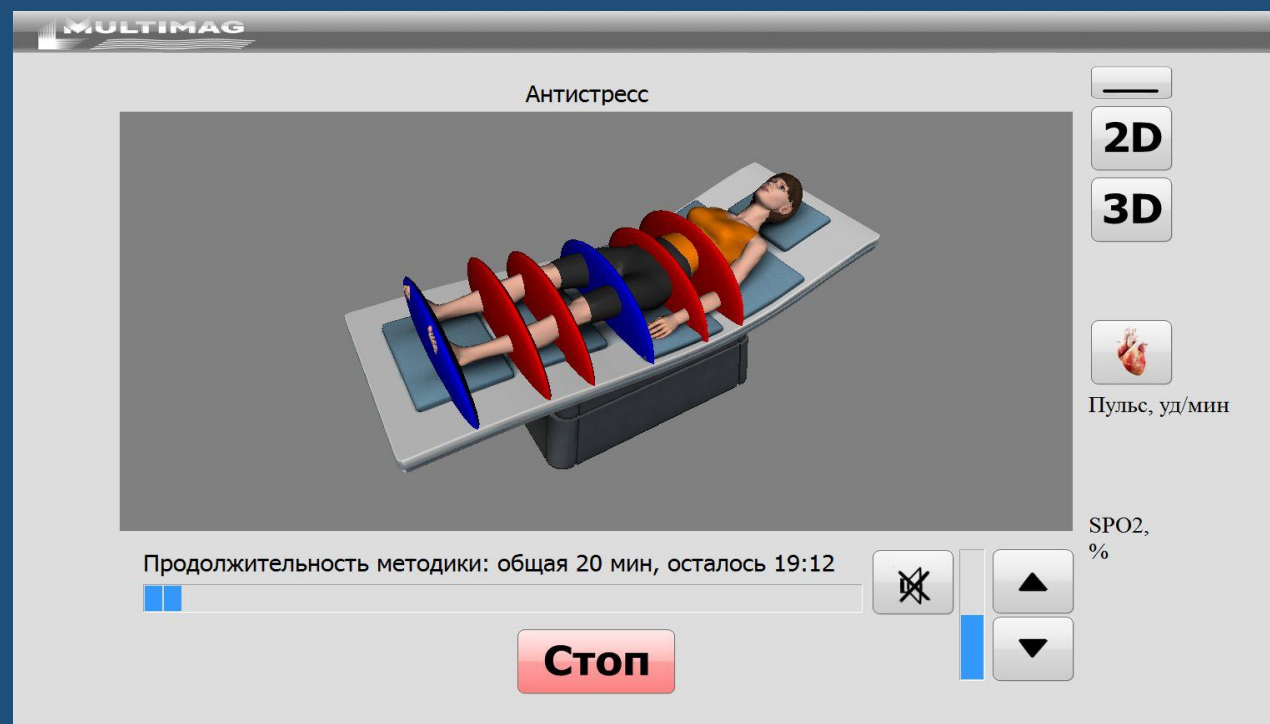 MULTIMAG
Антистресс
2D
3D
Пульс, уд/мин
SPO2,
%
Продолжительность методики: общая 20 мин, осталось 19:12
Стоп